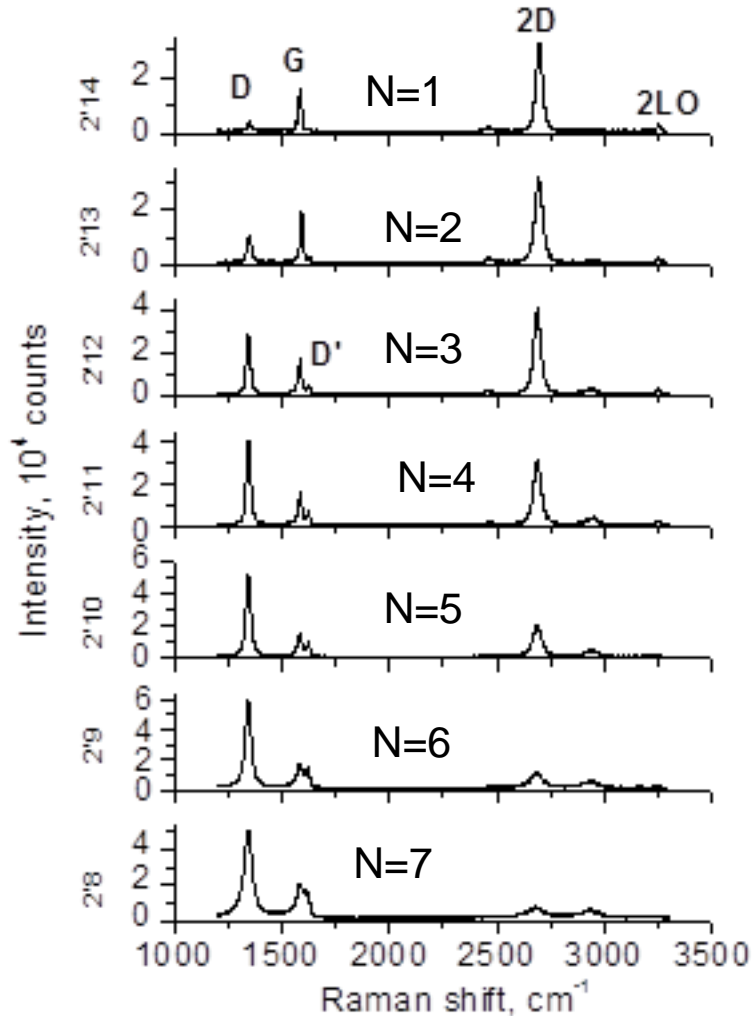 2D
G
D
N=1
2LO
2
0
2'14
N=2
2
0
2'13
N=3
D'
4
2
0
2'12
N=4
4
2
0
2'11
N=5
6
4
2
0
2'10
N=6
6
4
2
0
2'9
N=7
4
2
0
2'8
Intensity, 10⁴ counts
1000 1500 2000 2500 3000 3500
Raman shift, cm⁻¹